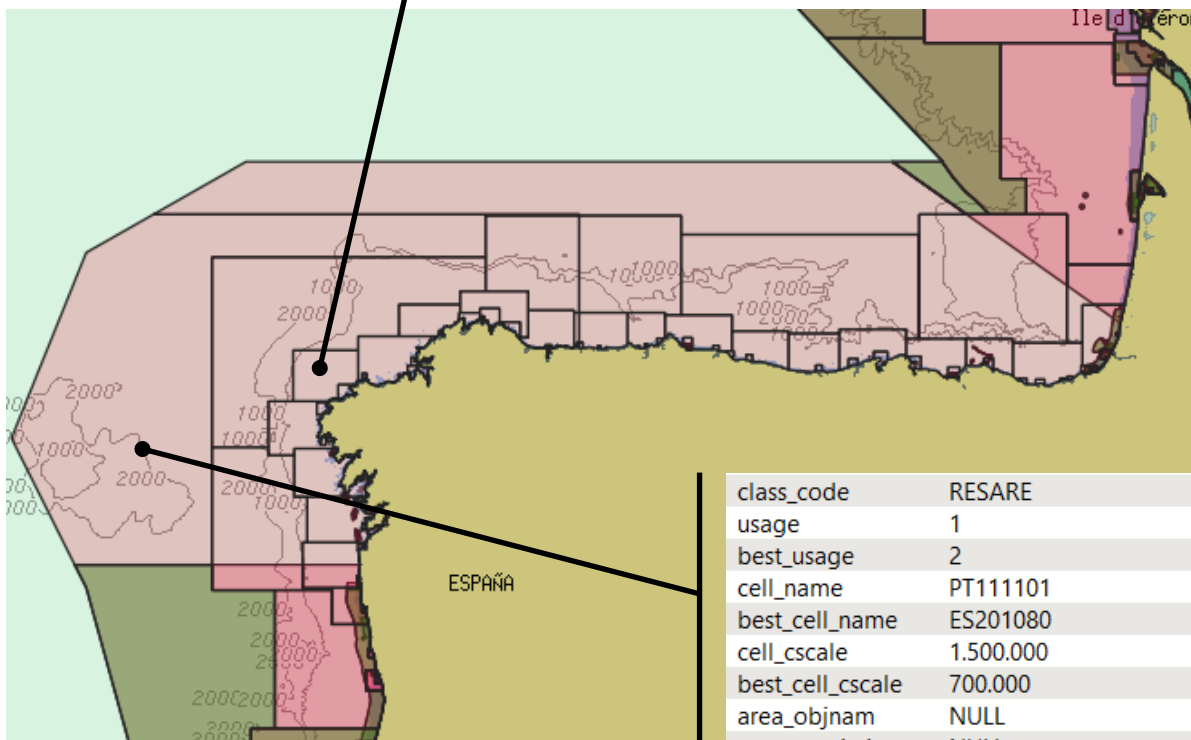 Ile d'
1000
2000
1000
1000
1000
2000
1000
2000
1000
2000
1000
1000
2000
1000
ESPAÑA
2000
2000
2000
2000
2000
class_code RESARE
usage 1
best_usage 2
cell_name PT111101
best_cell_name ES201080
cell_cscale 1.500.000
best_cell_cscale 700.000
area_objnam NULL